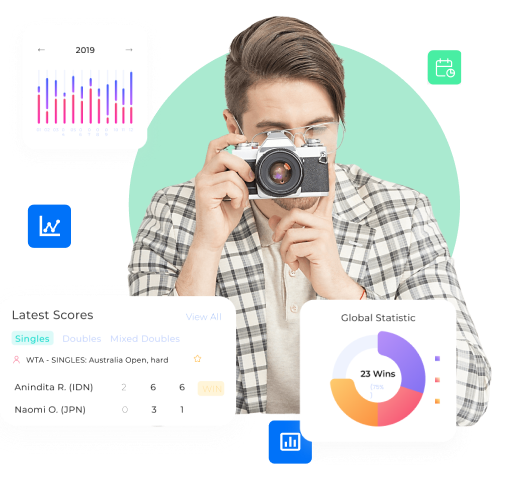 ← 2019 →
Latest Scores
View All
Singles Doubles Mixed Doubles
WTA - SINGLES: Australia Open, hard
Anindita R. (IDN) 2 6 6 WIN
Naomi O. (JPN) 0 3 1
Global Statistic
23 Wins